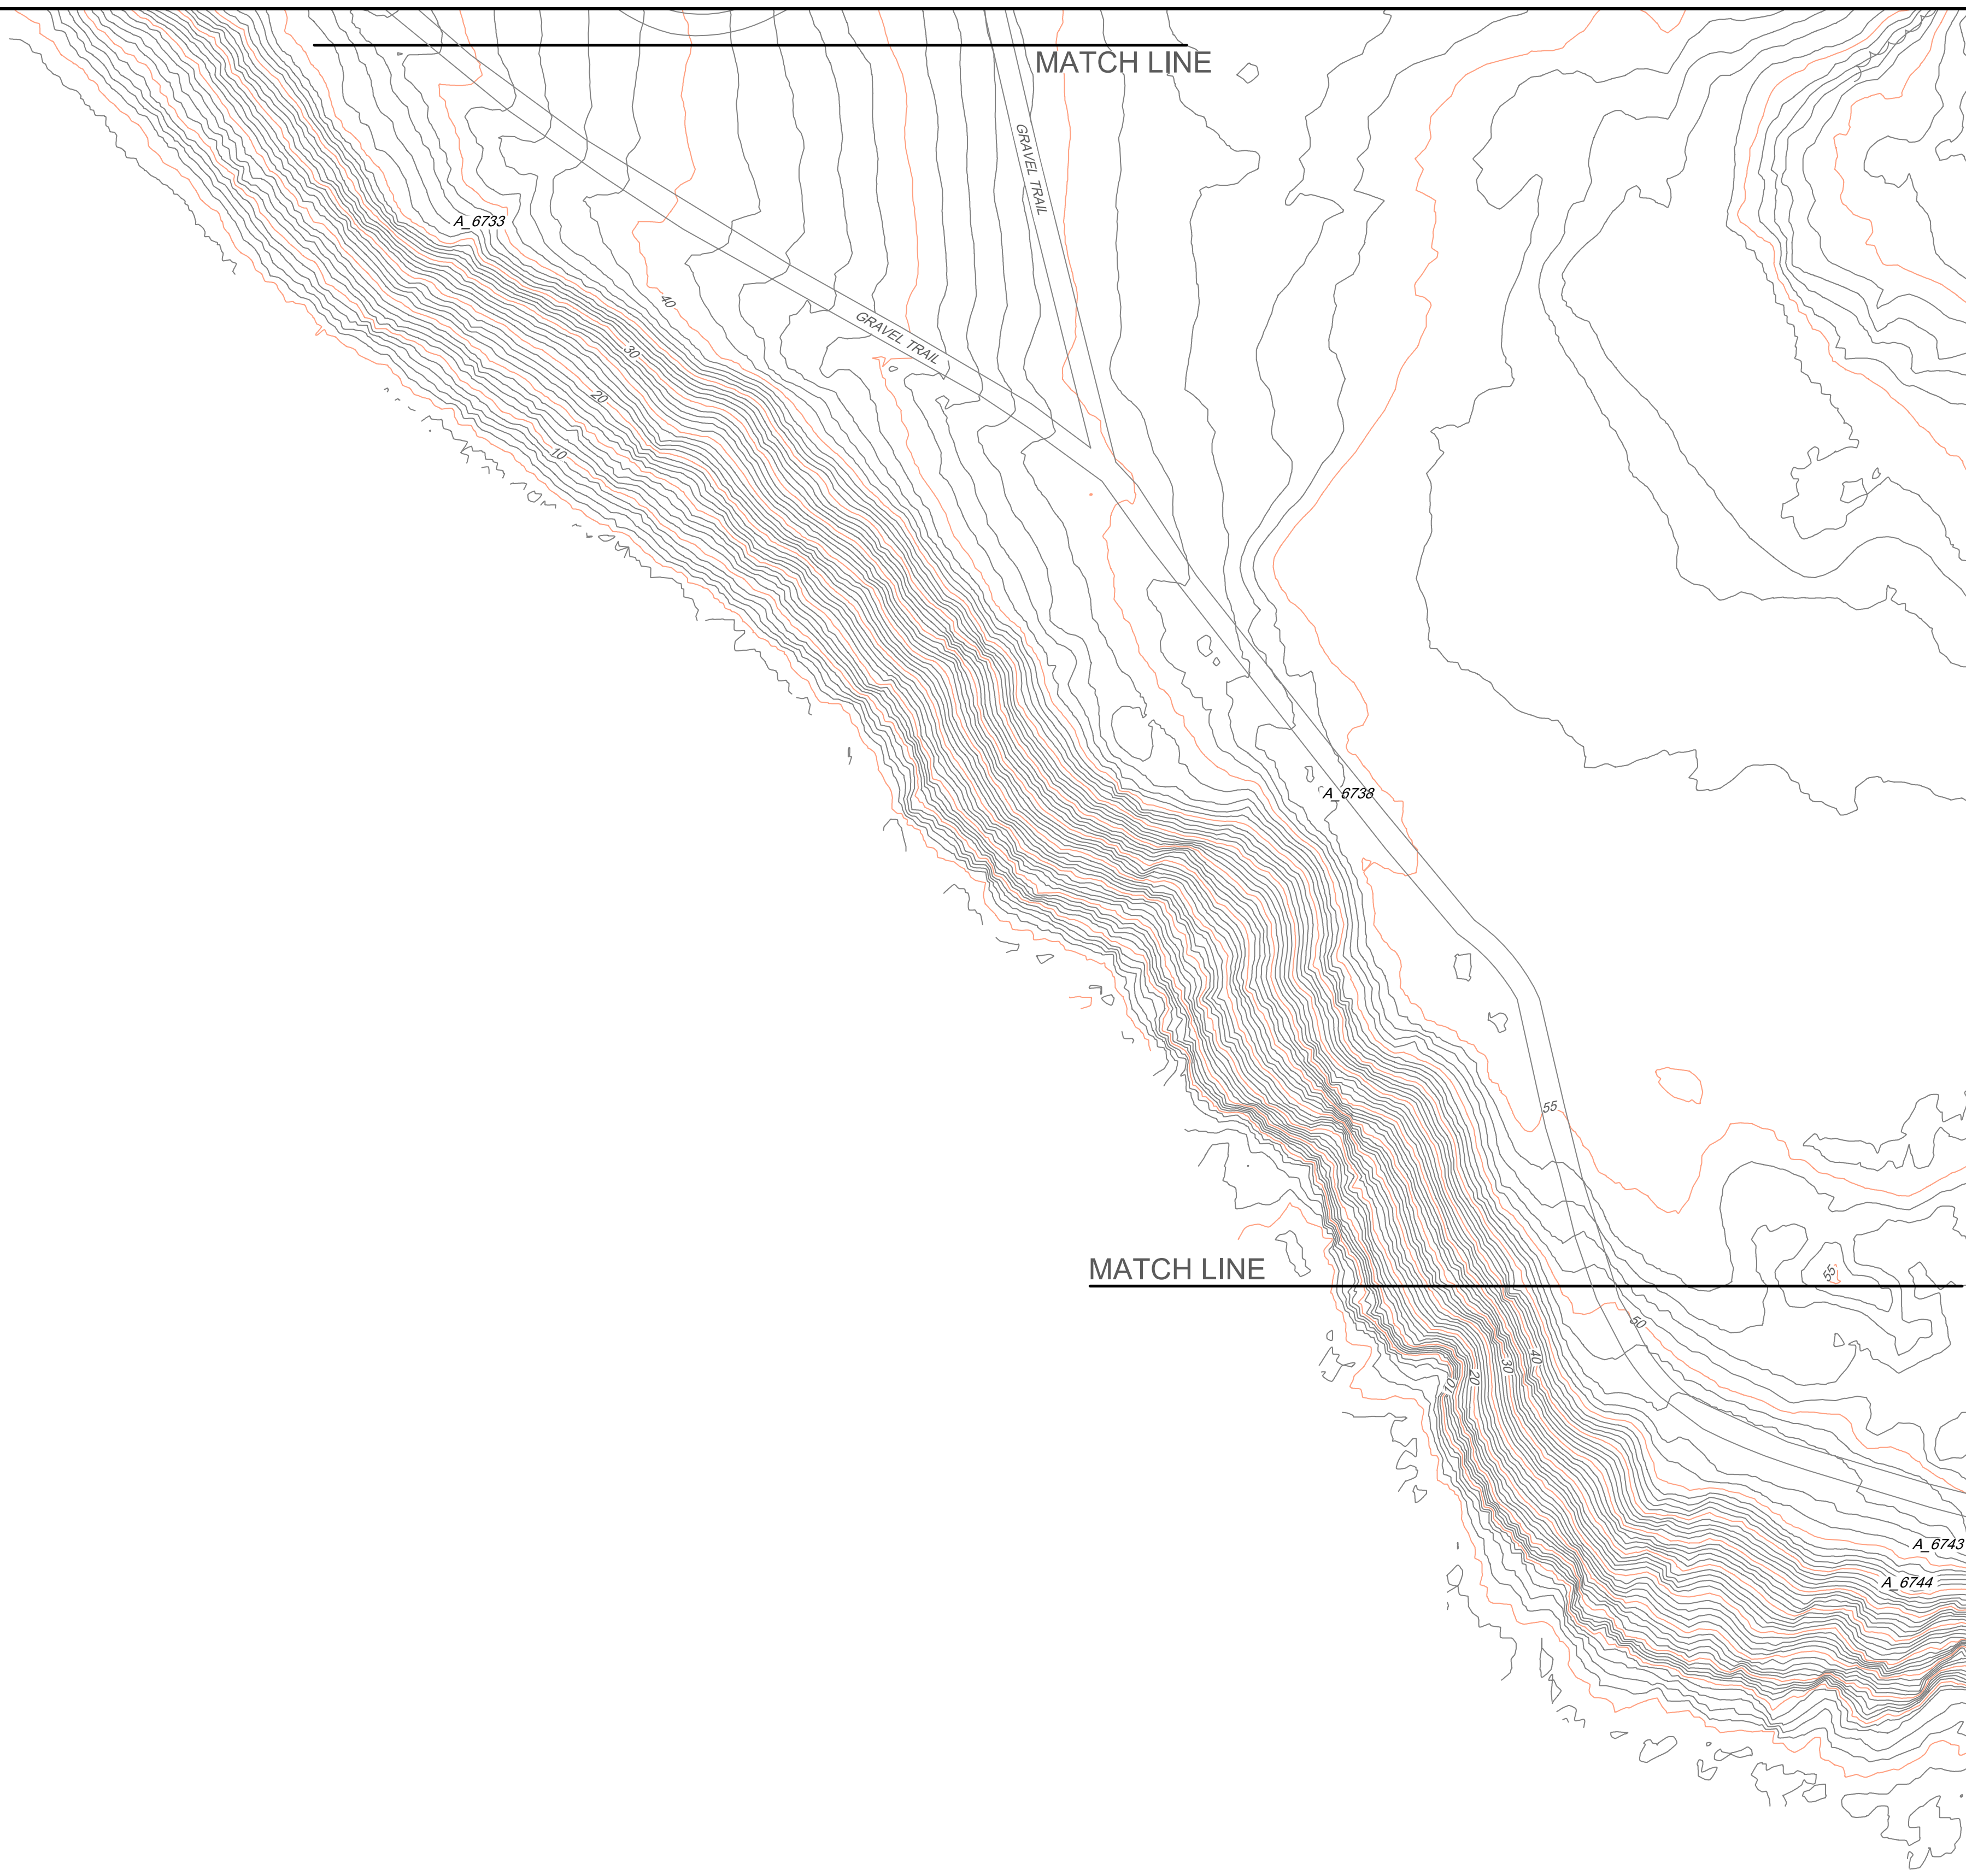 MATCH LINE
GRAVEL TRAIL
A_6733
40
GRAVEL TRAIL
30
20
10
A_6738
55
MATCH LINE
55
50
40
30
20
10
A_6743
A_6744